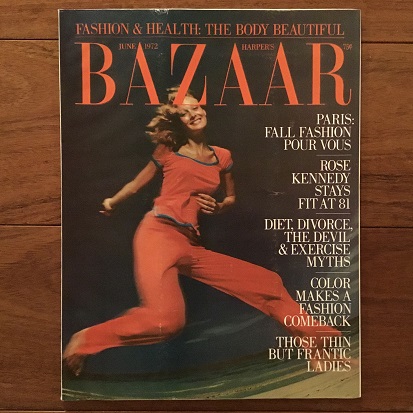 FASHION & HEALTH: THE BODY BEAUTIFUL
JUNE 1972 HARPER'S 75¢
BAZAAR
PARIS:
FALL FASHION
POUR VOUS
ROSE
KENNEDY
STAYS
FIT AT 81
DIET, DIVORCE,
THE DEVIL
& EXERCISE
MYTHS
COLOR
MAKES A
FASHION
COMEBACK
THOSE THIN
BUT FRANTIC
LADIES